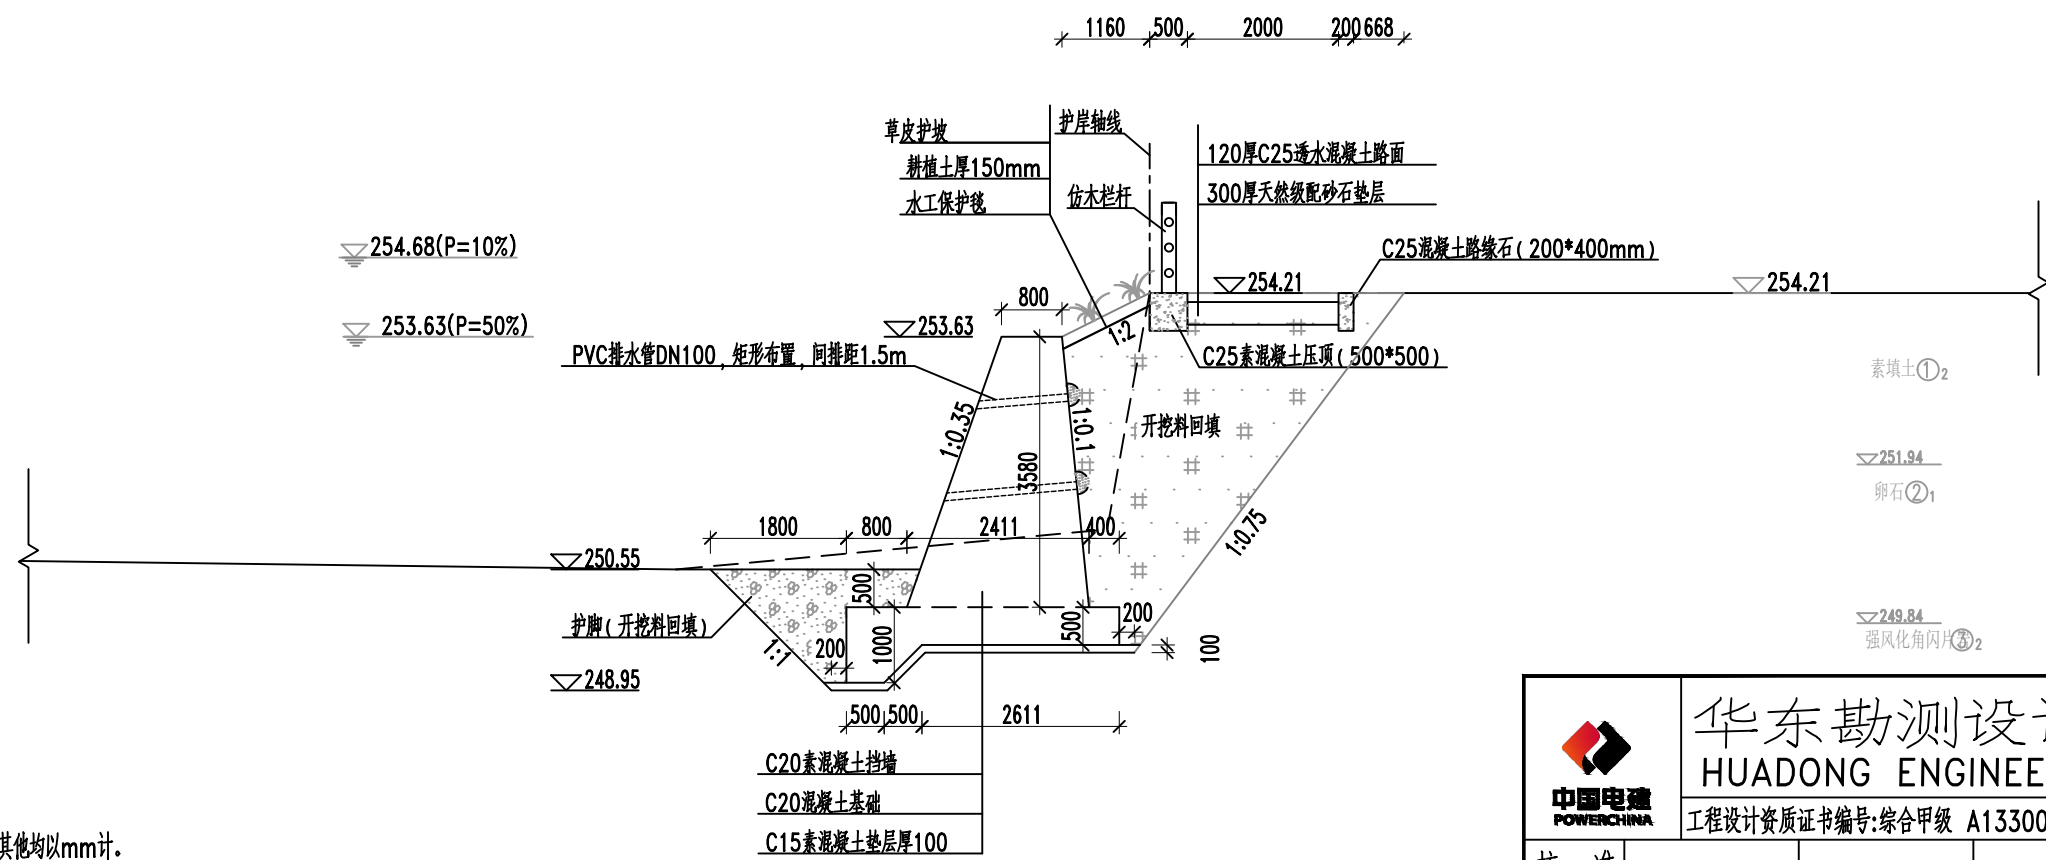 1160 500 2000 200 668
草皮护坡
护岸轴线
耕植土厚150mm
120厚C25透水混凝土路面
水工保护毯
仿木栏杆
300厚天然级配砂石垫层
254.68(P=10%)
C25混凝土路缘石(200*400mm)
800
254.21
254.21
253.63(P=50%)
253.63
1:2
PVC排水管DN100,矩形布置,间排距1.5m
C25素混凝土压顶(500*500)
素填土①2
1:0.35
1:0.1
开挖料回填
3580
251.94
卵石②1
1800 800 2411 400
1:0.75
250.55
500
护脚(开挖料回填)
1:1
200
1000
500
200
100
249.84
强风化角闪片③2
248.95
500 500 2611
C20素混凝土挡墙
C20混凝土基础
C15素混凝土垫层厚100
其他均以mm计。
华东勘测设
HUADONG ENGINEE
中国电建
POWERCHINA
工程设计资质证书编号:综合甲级 A13300